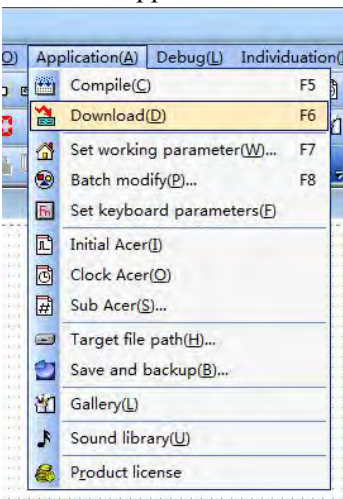 O) Application(A) Debug(L) Individuation(
Compile(C) F5
Download(D) F6
Set working parameter(W)... F7
Batch modify(P)... F8
Set keyboard parameters(F)
Initial Acer(I)
Clock Acer(O)
Sub Acer(S)...
Target file path(H)...
Save and backup(B)...
Gallery(L)
Sound library(U)
Product license